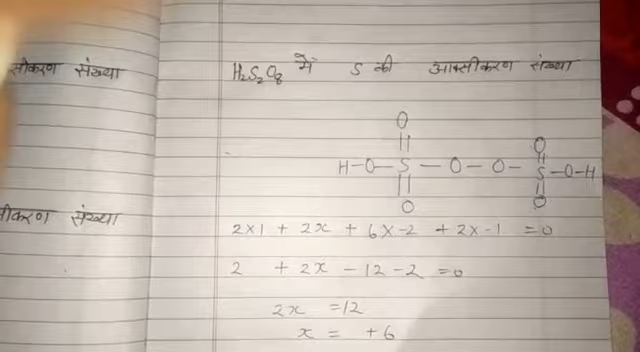 सीकरण संख्या
H₂S₂O₈ में S की आक्सीकरण संख्या
O O
|| ||
H-O-S-O-O-S-O-H
|| ||
O O
ीकरण संख्या
2×1 + 2x + 6×-2 + 2×-1 = 0
2 + 2x - 12 - 2 = 0
2x = 12
x = +6